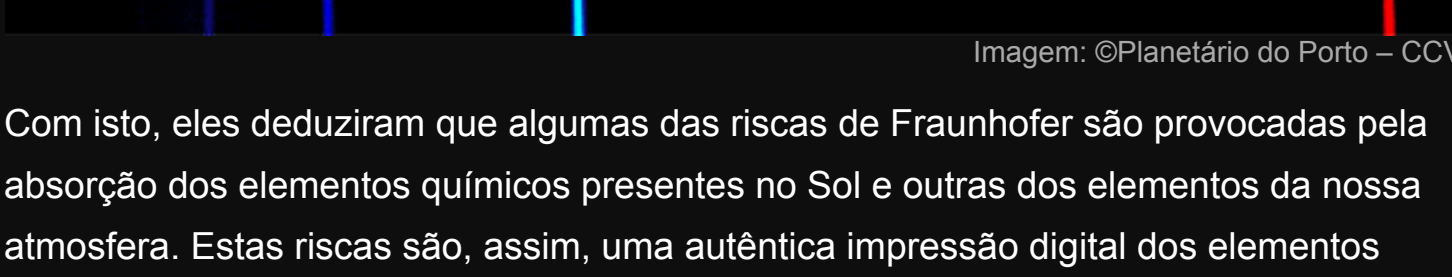 Imagem: ©Planetário do Porto – CCV
Com isto, eles deduziram que algumas das riscas de Fraunhofer são provocadas pela
absorção dos elementos químicos presentes no Sol e outras dos elementos da nossa
atmosfera. Estas riscas são, assim, uma autêntica impressão digital dos elementos